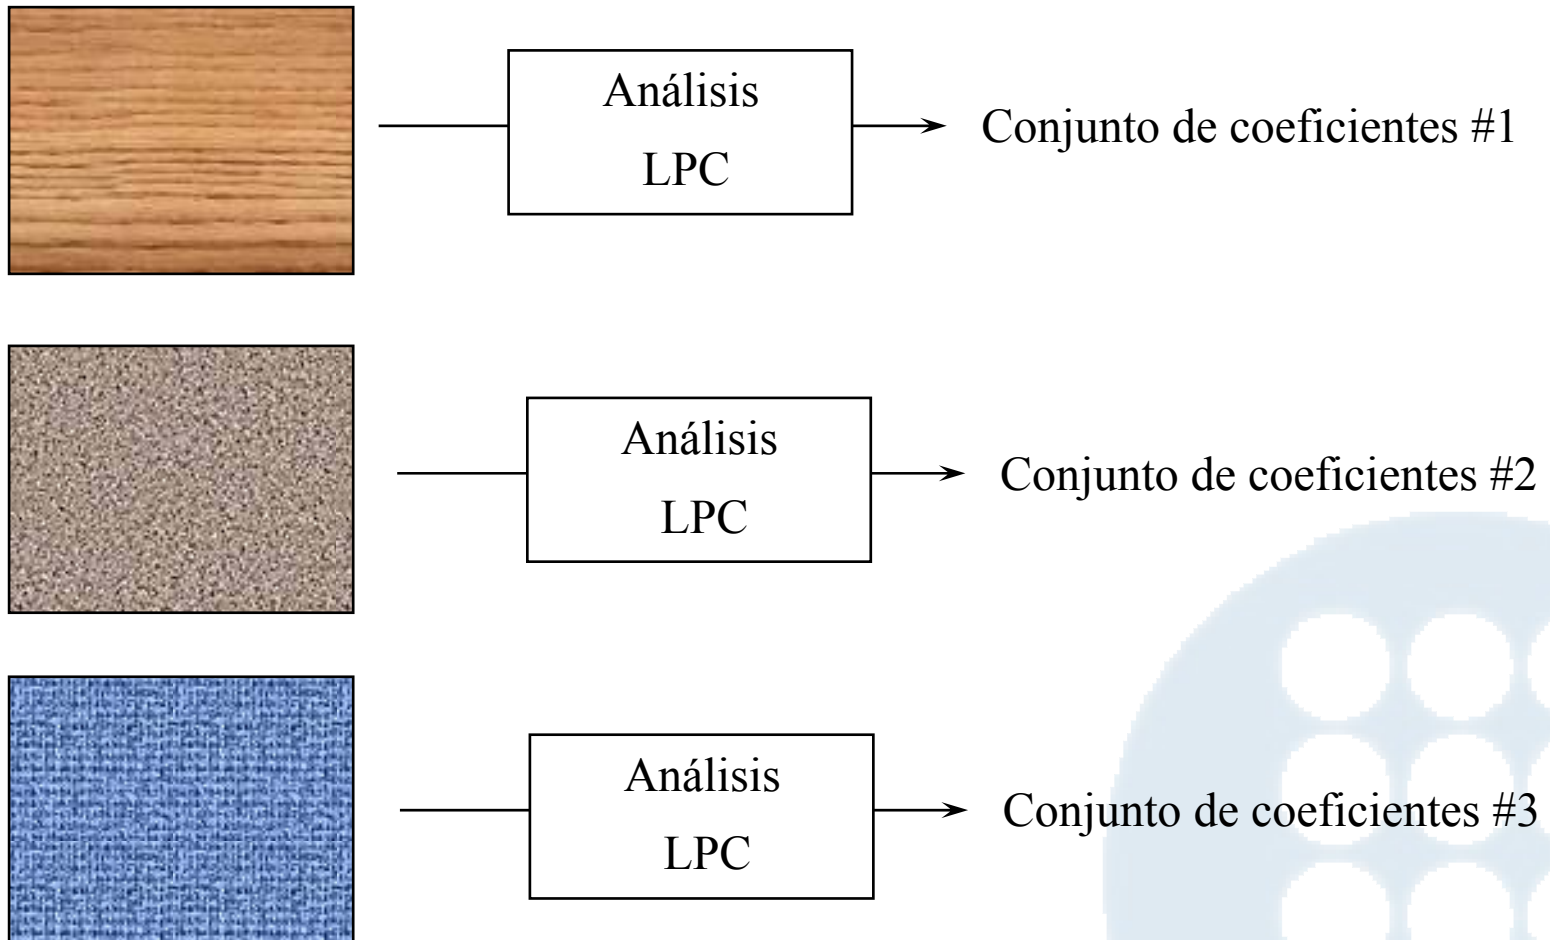 Análisis
LPC
Conjunto de coeficientes #1
Análisis
LPC
Conjunto de coeficientes #2
Análisis
LPC
Conjunto de coeficientes #3